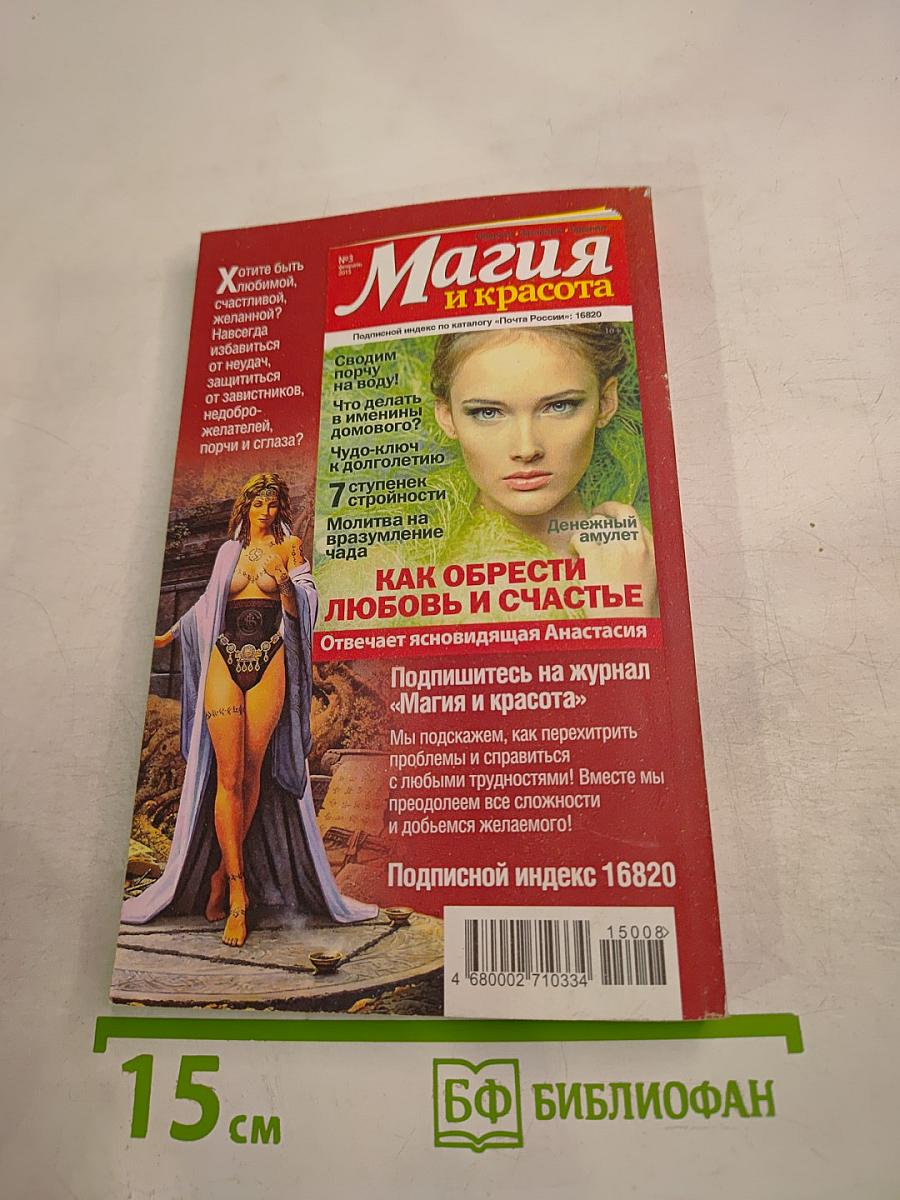 Хотите быть
любимой,
счастливой,
желанной?
Навсегда
избавиться
от неудач,
защититься
от завистников,
недобро-
желателей,
порчи и сглаза?
№3
февраль
2015
Магия
и красота
Подписной индекс по каталогу «Почта России»: 16820
Сводим
порчу
на воду!
Что делать
в именины
домового?
Чудо-ключ
к долголетию
7 ступенек
стройности
Молитва на
вразумление
чада
Денежный
амулет
КАК ОБРЕСТИ
ЛЮБОВЬ И СЧАСТЬЕ
Отвечает ясновидящая Анастасия
Подпишитесь на журнал
«Магия и красота»
Мы подскажем, как перехитрить
проблемы и справиться
с любыми трудностями! Вместе мы
преодолеем все сложности
и добьемся желаемого!
Подписной индекс 16820
15008
4 680002 710334
15 см
БФ БИБЛИОФАН